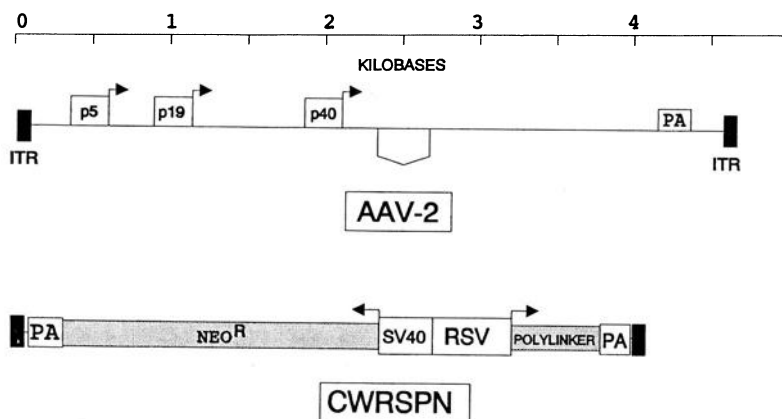 0 1 2 3 4
KILOBASES
p5 p19 p40 PA
ITR ITR
AAV-2
PA NEO^R SV40 RSV POLYLINKER PA
CWRSPN